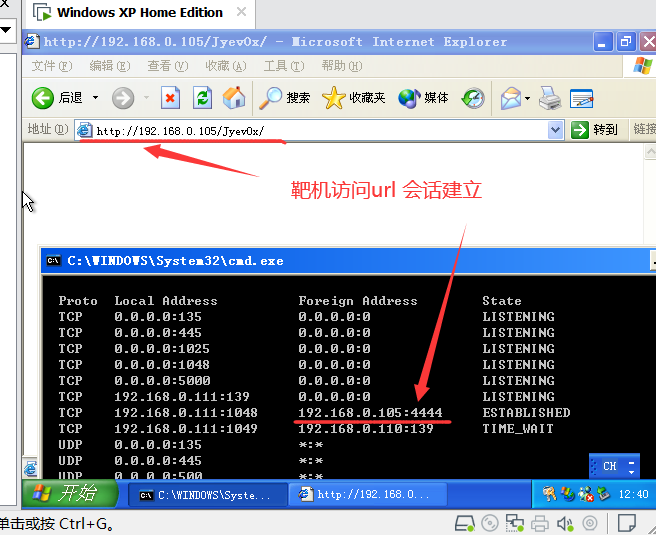 Windows XP Home Edition
http://192.168.0.105/JyevOx/ - Microsoft Internet Explorer
文件(F) 编辑(E) 查看(V) 收藏(A) 工具(T) 帮助(H)
后退 搜索 收藏夹 媒体
地址(D) http://192.168.0.105/JyevOx/ 转到 链接
靶机访问url 会话建立
C:\WINDOWS\System32\cmd.exe
Proto Local Address Foreign Address State
TCP 0.0.0.0:135 0.0.0.0:0 LISTENING
TCP 0.0.0.0:445 0.0.0.0:0 LISTENING
TCP 0.0.0.0:1025 0.0.0.0:0 LISTENING
TCP 0.0.0.0:1048 0.0.0.0:0 LISTENING
TCP 0.0.0.0:5000 0.0.0.0:0 LISTENING
TCP 192.168.0.111:139 0.0.0.0:0 LISTENING
TCP 192.168.0.111:1048 192.168.0.105:4444 ESTABLISHED
TCP 192.168.0.111:1049 192.168.0.110:139 TIME_WAIT
UDP 0.0.0.0:135 *:*
UDP 0.0.0.0:445 *:*
UDP 0.0.0.0:500 *:*
CH
开始 C:\WINDOWS\Syste... http://192.168.0... 12:40
单击或按 Ctrl+G。